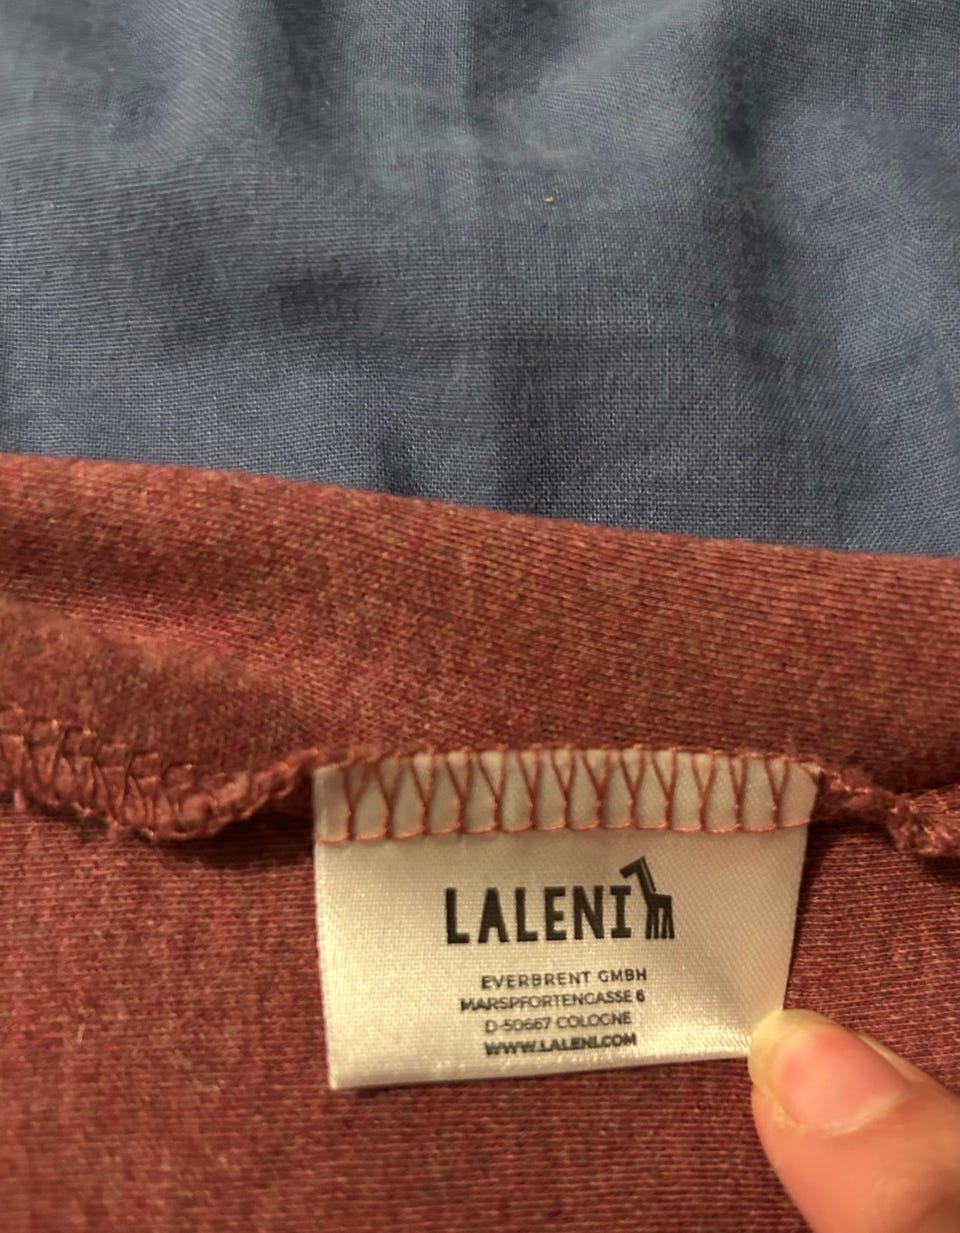 LALENI
EVERBRENT GMBH
MARSPFORTENGASSE 6
D-50667 COLOGNE
WWW.LALENI.COM